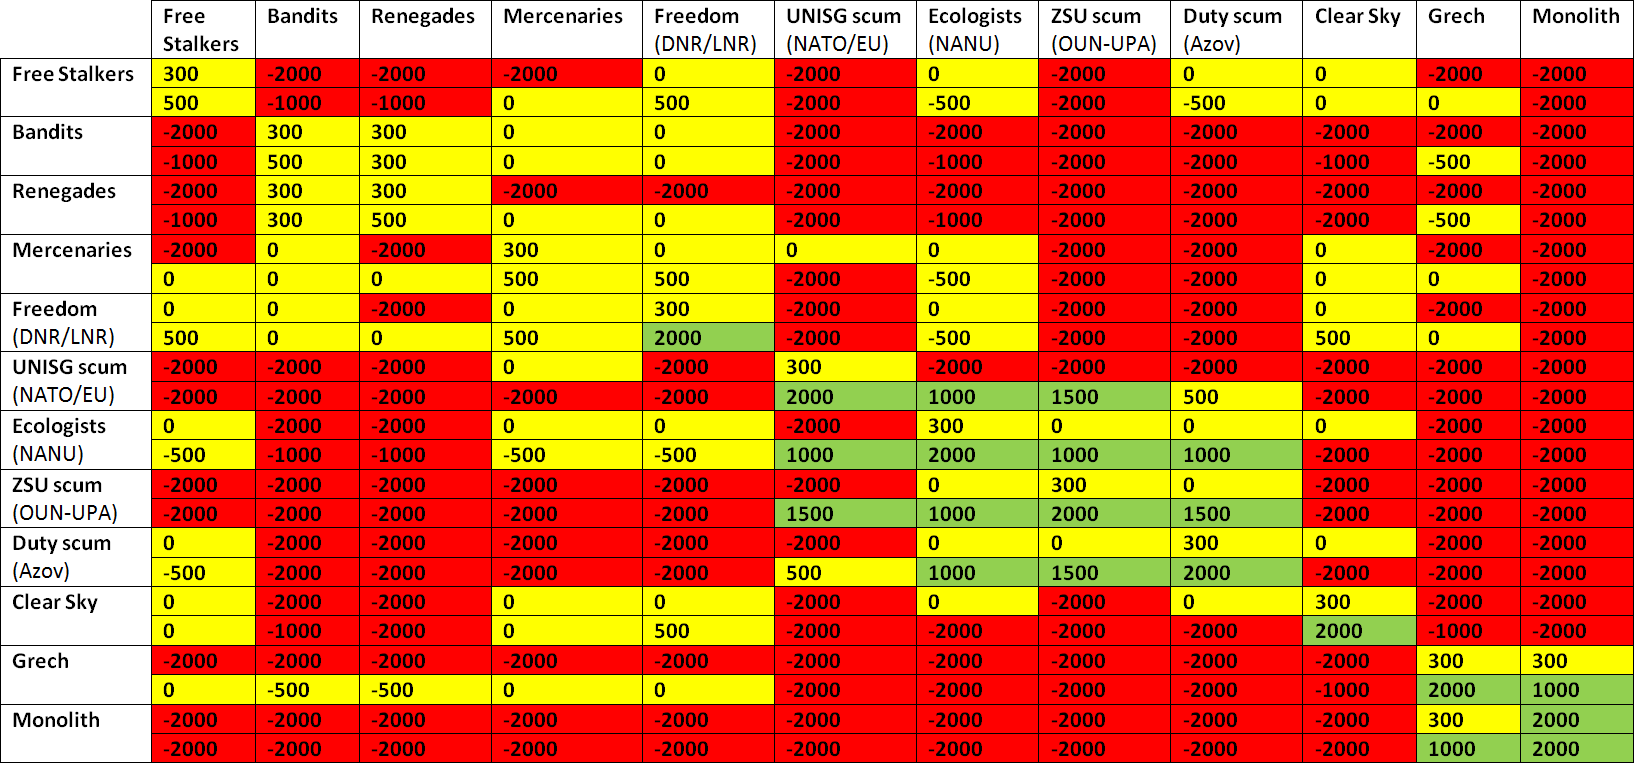 Free Stalkers Bandits Renegades Mercenaries Freedom (DNR/LNR) UNISG scum (NATO/EU) Ecologists (NANU) ZSU scum (OUN-UPA) Duty scum (Azov) Clear Sky Grech Monolith
Free Stalkers 300 -2000 -2000 -2000 0 -2000 0 -2000 0 0 -2000 -2000
500 -1000 -1000 0 500 -2000 -500 -2000 -500 0 0 -2000
Bandits -2000 300 300 0 0 -2000 -2000 -2000 -2000 -2000 -2000 -2000
-1000 500 300 0 0 -2000 -1000 -2000 -2000 -1000 -500 -2000
Renegades -2000 300 300 -2000 -2000 -2000 -2000 -2000 -2000 -2000 -2000 -2000
-1000 300 500 0 0 -2000 -1000 -2000 -2000 -2000 -500 -2000
Mercenaries -2000 0 -2000 300 0 0 0 -2000 -2000 0 -2000 -2000
0 0 0 500 500 -2000 -500 -2000 -2000 0 0 -2000
Freedom 0 0 -2000 0 300 -2000 0 -2000 -2000 0 -2000 -2000
(DNR/LNR) 500 0 0 500 2000 -2000 -500 -2000 -2000 500 0 -2000
UNISG scum -2000 -2000 -2000 0 -2000 300 -2000 -2000 -2000 -2000 -2000 -2000
(NATO/EU) -2000 -2000 -2000 -2000 -2000 2000 1000 1500 500 -2000 -2000 -2000
Ecologists 0 -2000 -2000 0 0 -2000 300 0 0 0 -2000 -2000
(NANU) -500 -1000 -1000 -500 -500 1000 2000 1000 1000 -2000 -2000 -2000
ZSU scum -2000 -2000 -2000 -2000 -2000 -2000 0 300 0 -2000 -2000 -2000
(OUN-UPA) -2000 -2000 -2000 -2000 -2000 1500 1000 2000 1500 -2000 -2000 -2000
Duty scum 0 -2000 -2000 -2000 -2000 -2000 0 0 300 0 -2000 -2000
(Azov) -500 -2000 -2000 -2000 -2000 500 1000 1500 2000 -2000 -2000 -2000
Clear Sky 0 -2000 -2000 0 0 -2000 0 -2000 0 300 -2000 -2000
0 -1000 -2000 0 500 -2000 -2000 -2000 -2000 2000 -1000 -2000
Grech -2000 -2000 -2000 -2000 -2000 -2000 -2000 -2000 -2000 -2000 300 300
0 -500 -500 0 0 -2000 -2000 -2000 -2000 -1000 2000 1000
Monolith -2000 -2000 -2000 -2000 -2000 -2000 -2000 -2000 -2000 -2000 300 2000
-2000 -2000 -2000 -2000 -2000 -2000 -2000 -2000 -2000 -2000 1000 2000